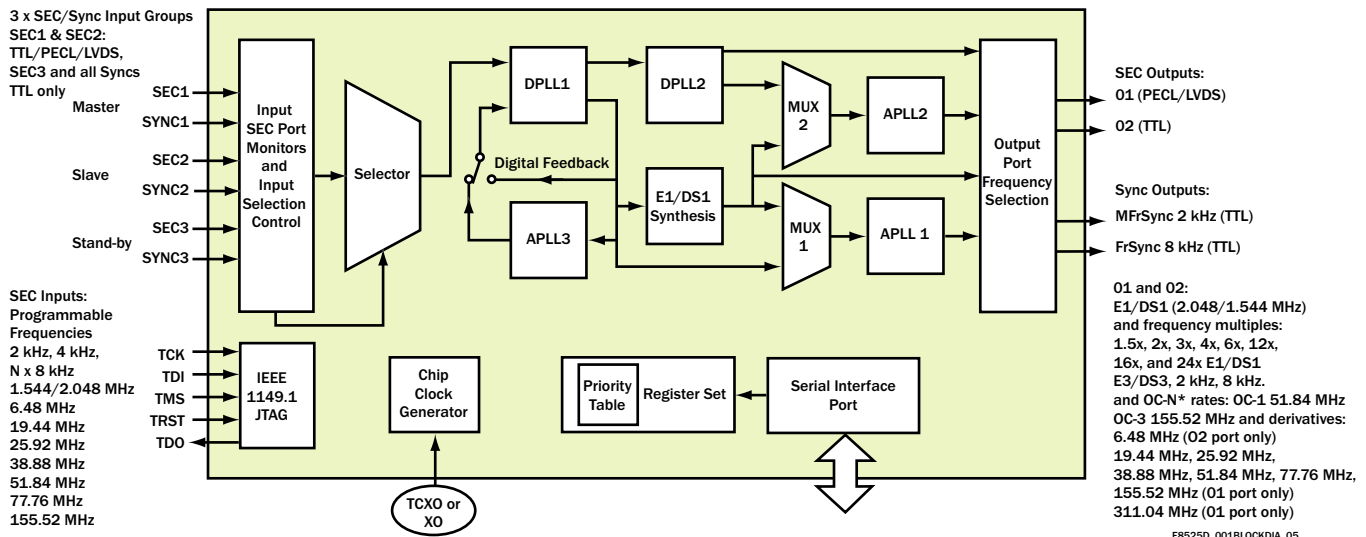 3 x SEC/Sync Input Groups
SEC1 & SEC2:
TTL/PECL/LVDS,
SEC3 and all Syncs
TTL only
Master
Slave
Stand-by
SEC1
SYNC1
SEC2
SYNC2
SEC3
SYNC3
Input
SEC Port
Monitors
and
Input
Selection
Control
Selector
DPLL1
DPLL2
Digital Feedback
APLL3
E1/DS1
Synthesis
MUX
2
MUX
1
APLL2
APLL 1
Output
Port
Frequency
Selection
SEC Outputs:
01 (PECL/LVDS)
02 (TTL)
Sync Outputs:
MFrSync 2 kHz (TTL)
FrSync 8 kHz (TTL)
SEC Inputs:
Programmable
Frequencies
2 kHz, 4 kHz,
N x 8 kHz
1.544/2.048 MHz
6.48 MHz
19.44 MHz
25.92 MHz
38.88 MHz
51.84 MHz
77.76 MHz
155.52 MHz
TCK
TDI
TMS
TRST
TDO
IEEE
1149.1
JTAG
Chip
Clock
Generator
TCXO or
XO
Priority
Table
Register Set
Serial Interface
Port
01 and 02:
E1/DS1 (2.048/1.544 MHz)
and frequency multiples:
1.5x, 2x, 3x, 4x, 6x, 12x,
16x, and 24x E1/DS1
E3/DS3, 2 kHz, 8 kHz.
and OC-N* rates: OC-1 51.84 MHz
OC-3 155.52 MHz and derivatives:
6.48 MHz (O2 port only)
19.44 MHz, 25.92 MHz,
38.88 MHz, 51.84 MHz, 77.76 MHz,
155.52 MHz (01 port only)
311.04 MHz (01 port only)
F8525D_001BLOCKDIA_05